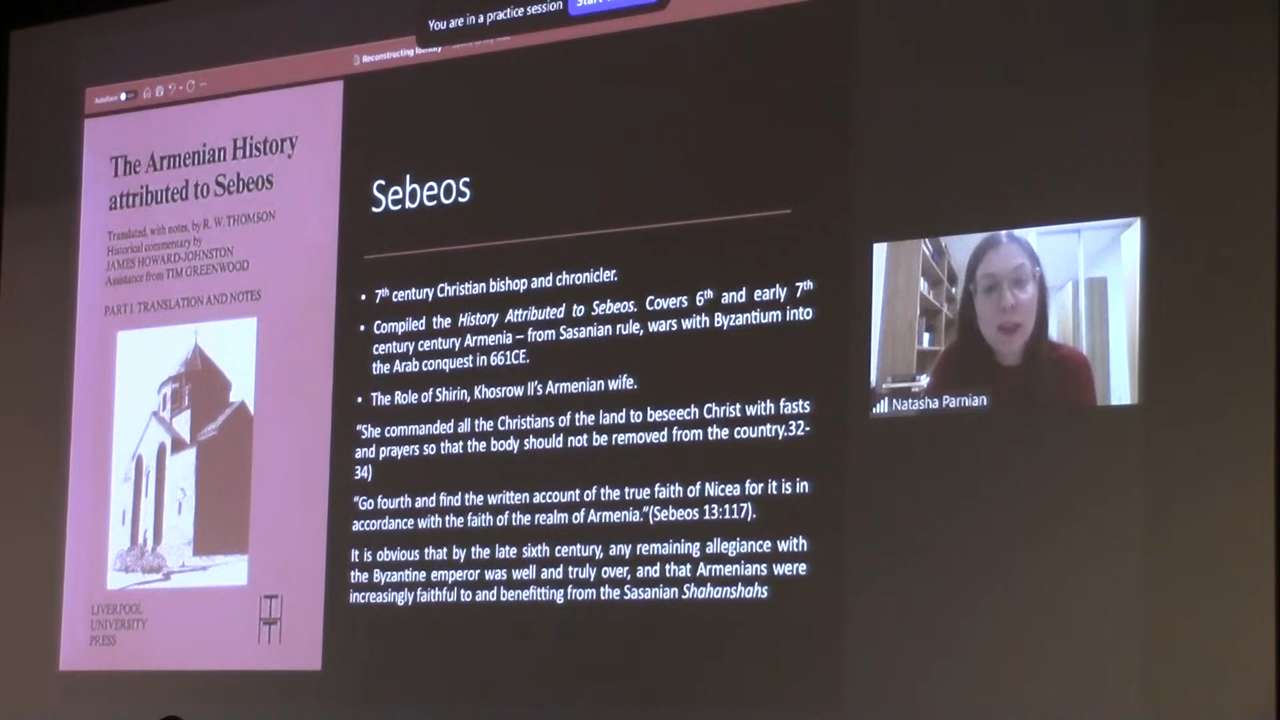 You are in a practice session
Start
Reconstructing Identity
AutoSave
The Armenian History
attributed to Sebeos
Translated, with notes, by R. W. THOMSON
Historical commentary by
JAMES HOWARD-JOHNSTON
Assistance from TIM GREENWOOD
PART I. TRANSLATION AND NOTES
LIVERPOOL
UNIVERSITY
PRESS
Sebeos
• 7th century Christian bishop and chronicler.
• Compiled the History Attributed to Sebeos. Covers 6th and early 7th
century century Armenia – from Sasanian rule, wars with Byzantium into
the Arab conquest in 661CE.
• The Role of Shirin, Khosrow II's Armenian wife.
“She commanded all the Christians of the land to beseech Christ with fasts
and prayers so that the body should not be removed from the country.32-
34)
“Go fourth and find the written account of the true faith of Nicea for it is in
accordance with the faith of the realm of Armenia.”(Sebeos 13:117).
It is obvious that by the late sixth century, any remaining allegiance with
the Byzantine emperor was well and truly over, and that Armenians were
increasingly faithful to and benefitting from the Sasanian Shahanshahs
Natasha Parnian